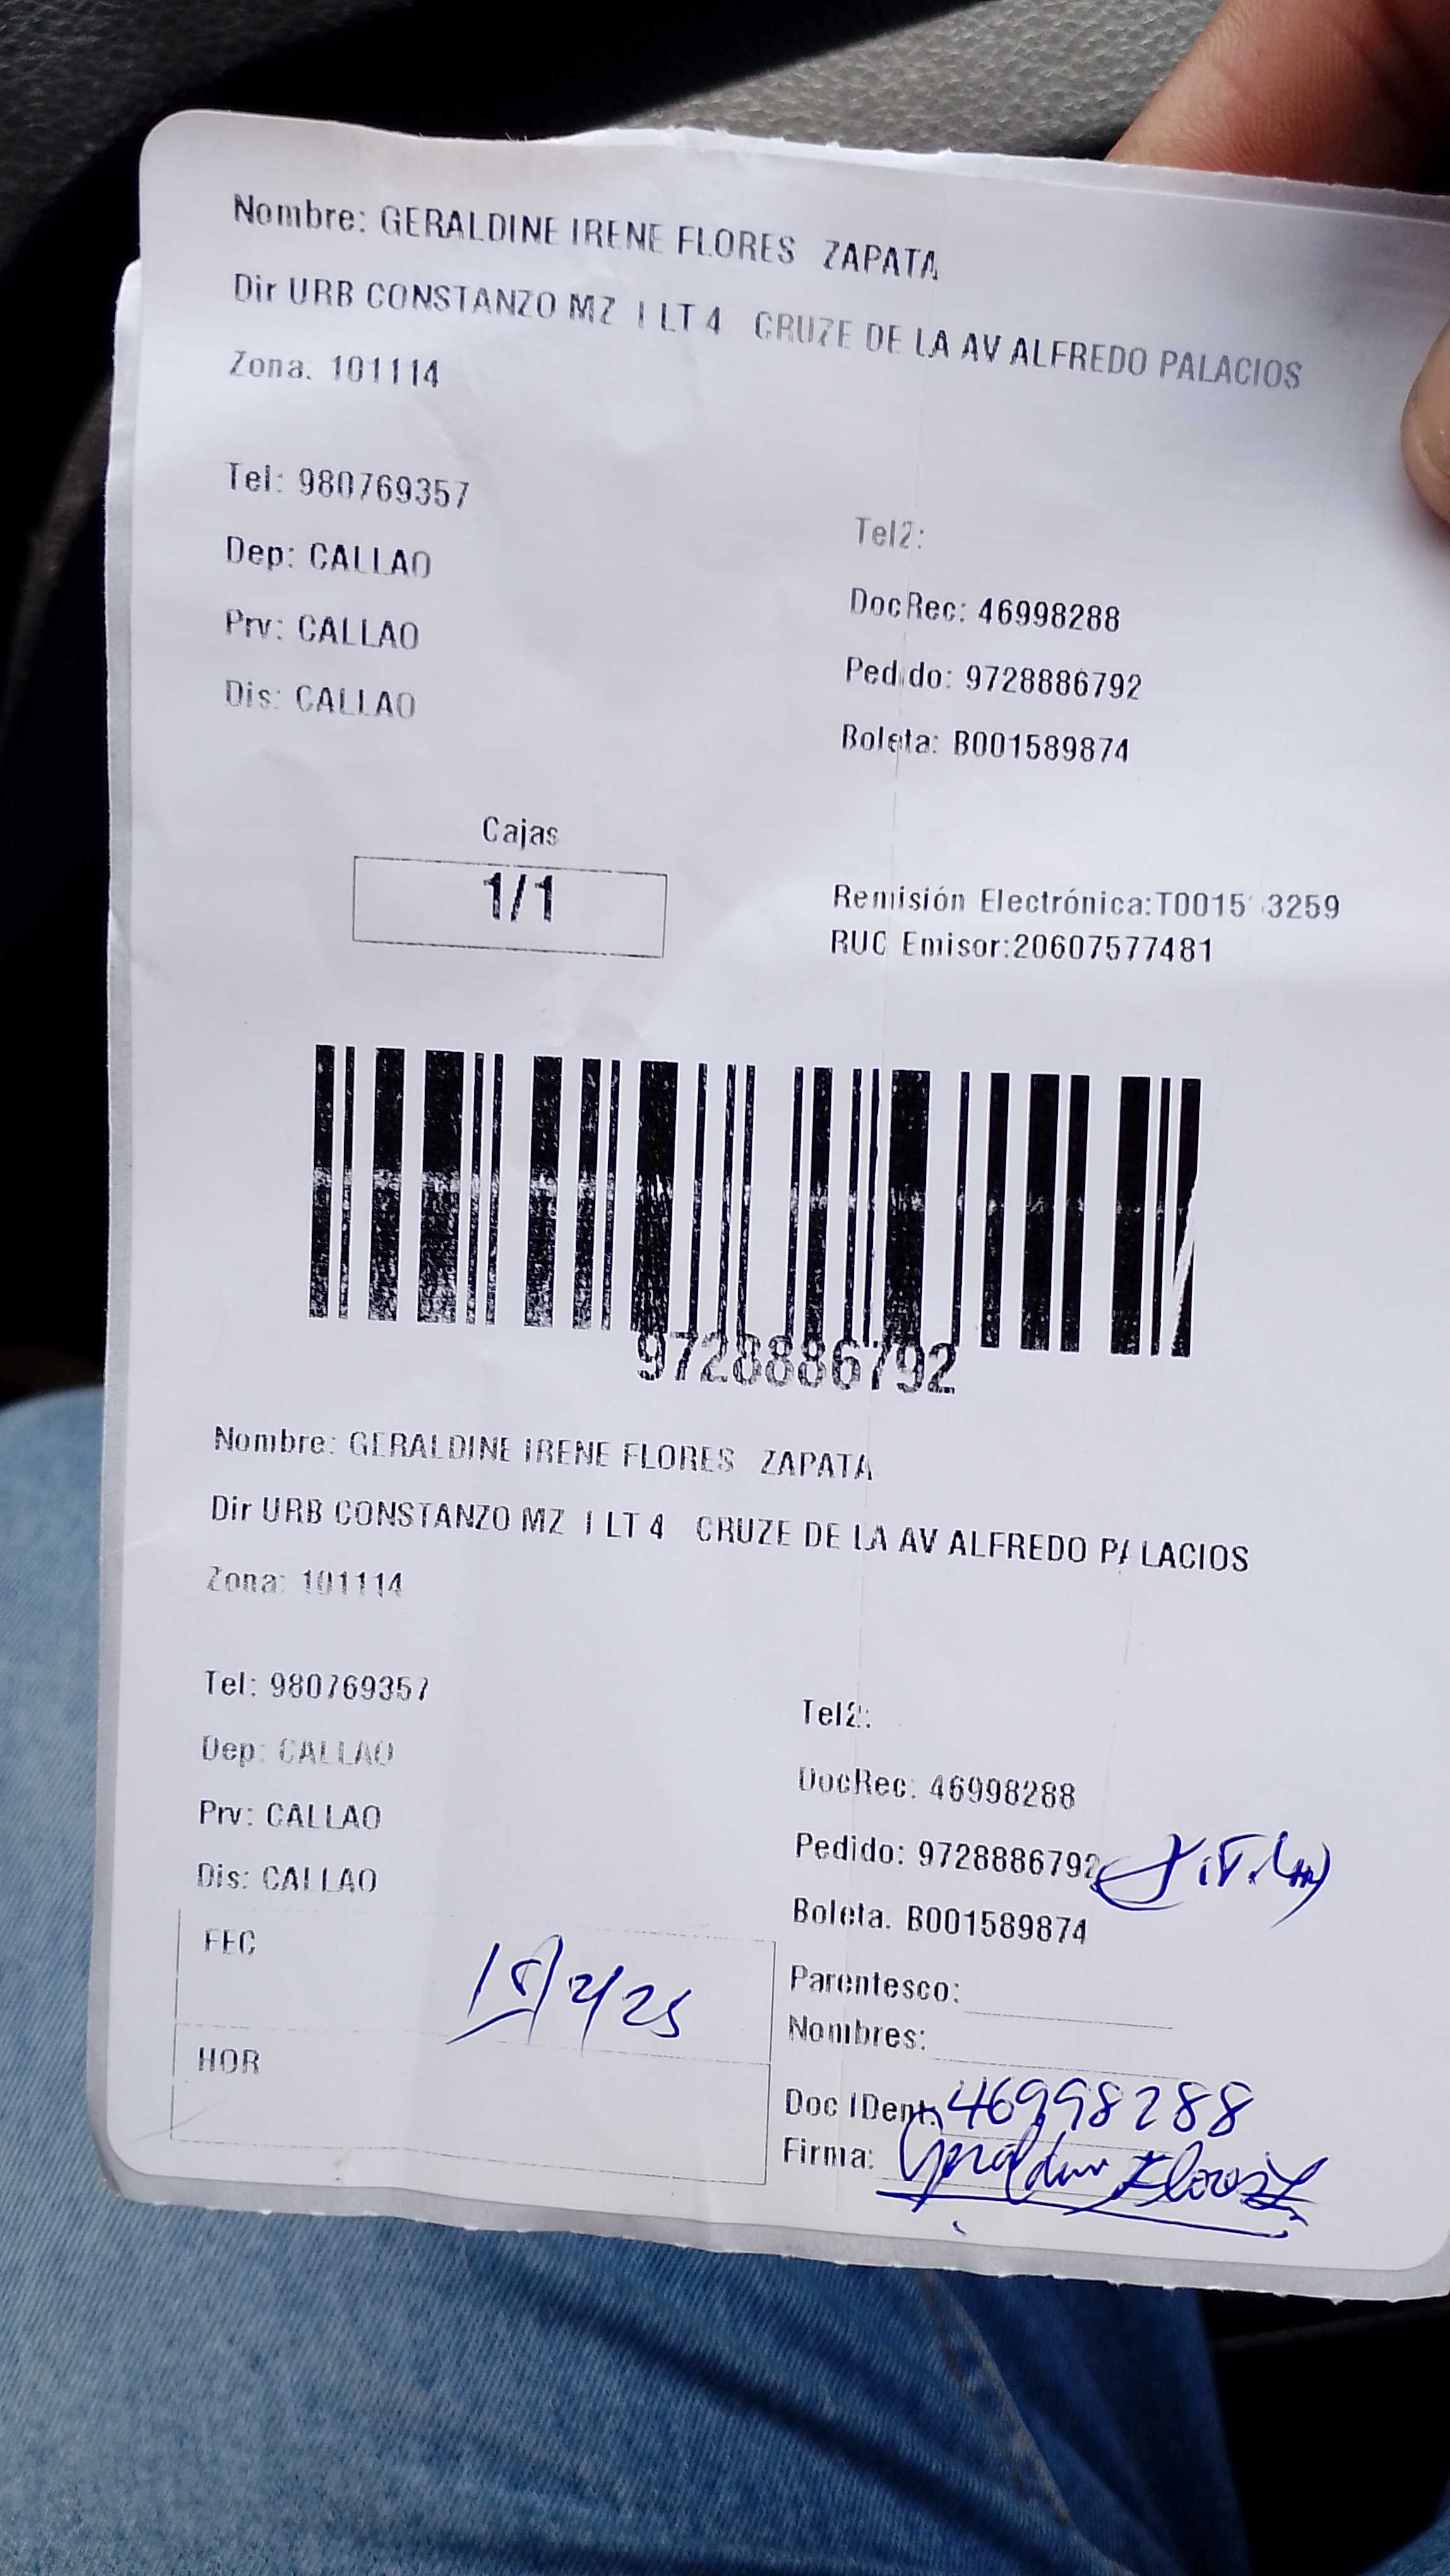 Nombre: GERALDINE IRENE FLORES ZAPATA
Dir URB CONSTANZO MZ I LT 4 CRUZE DE LA AV ALFREDO PALACIOS
Zona: 101114
Tel: 980769357
Tel2:
Dep: CALLAO
DocRec: 46998288
Prv: CALLAO
Pedido: 9728886792
Dis: CALLAO
Boleta: B001589874
Cajas
1/1
Remisión Electrónica:
RUC Emisor:20607577481
9728886792
Nombre: GERALDINE IRENE FLORES ZAPATA
Dir URB CONSTANZO MZ I LT 4 CRUZE DE LA AV ALFREDO PALACIOS
Zona: 101114
Tel: 980769357
Tel2:
Dep: CALLAO
DocRec: 46998288
Prv: CALLAO
Pedido: 9728886792
Dis: CALLAO
Boleta. B001589874
FEC
Parentesco:
Nombres:
HOR
Doc IDent: 46998288
Firma: